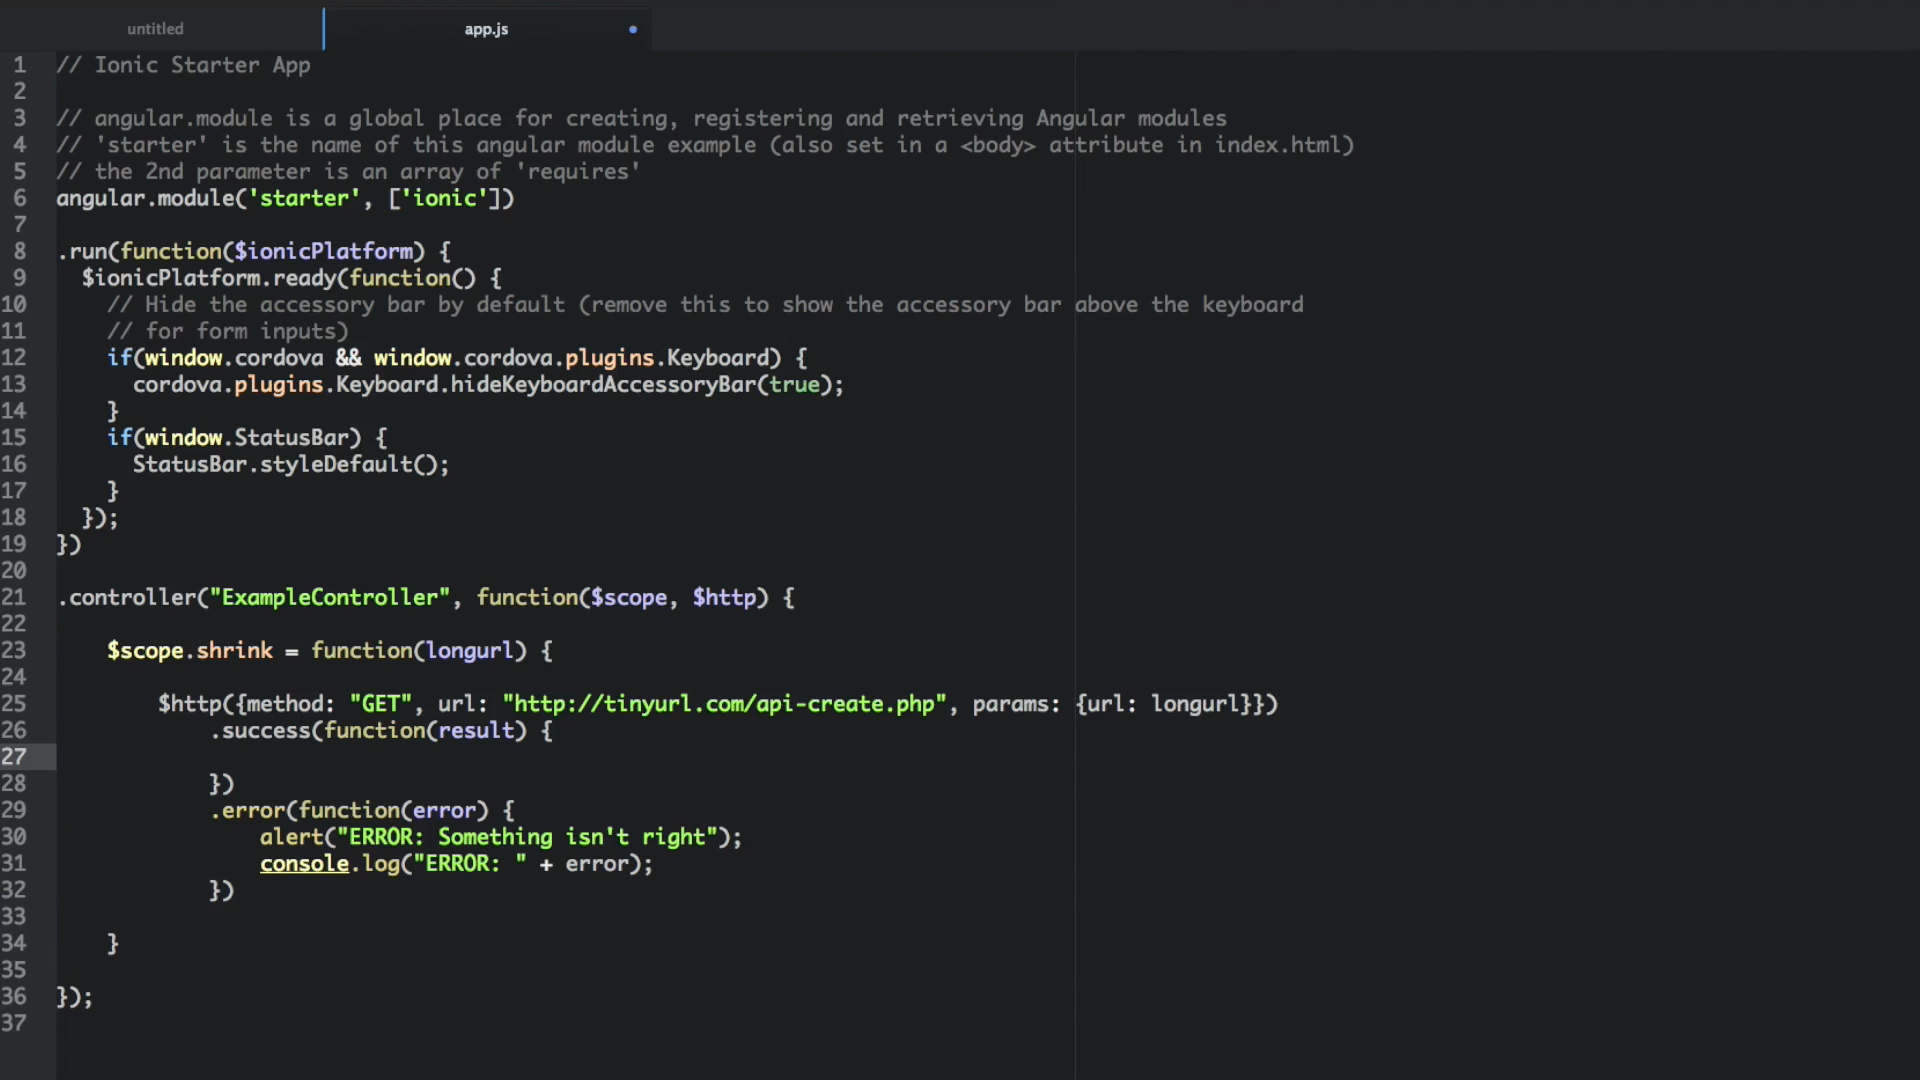 untitled
app.js
1 // Ionic Starter App
2
3 // angular.module is a global place for creating, registering and retrieving Angular modules
4 // 'starter' is the name of this angular module example (also set in a <body> attribute in index.html)
5 // the 2nd parameter is an array of 'requires'
6 angular.module('starter', ['ionic'])
7
8 .run(function($ionicPlatform) {
9   $ionicPlatform.ready(function() {
10     // Hide the accessory bar by default (remove this to show the accessory bar above the keyboard
11     // for form inputs)
12     if(window.cordova && window.cordova.plugins.Keyboard) {
13       cordova.plugins.Keyboard.hideKeyboardAccessoryBar(true);
14     }
15     if(window.StatusBar) {
16       StatusBar.styleDefault();
17     }
18   });
19 })
20
21 .controller("ExampleController", function($scope, $http) {
22
23     $scope.shrink = function(longurl) {
24
25         $http({method: "GET", url: "http://tinyurl.com/api-create.php", params: {url: longurl}})
26             .success(function(result) {
27
28             })
29             .error(function(error) {
30                 alert("ERROR: Something isn't right");
31                 console.log("ERROR: " + error);
32             })
33
34     }
35
36 });
37